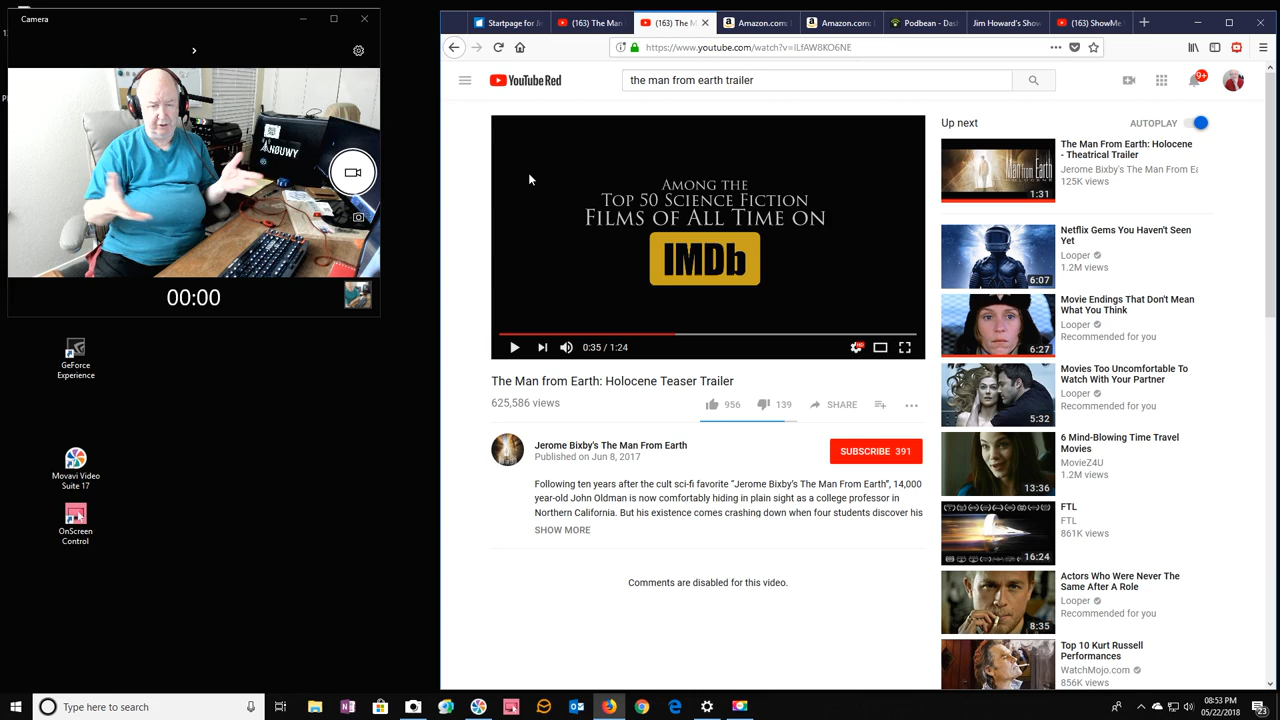 Camera
00:00
GeForce
Experience
Movavi Video
Suite 17
OnScreen
Control
Startpage for J
(163) The Man
(163) The M
Amazon.com:
Amazon.com:
Podbean - Dash
Jim Howard's Show
(163) ShowMe
https://www.youtube.com/watch?v=ILfAW8KO6NE
YouTube Red
the man from earth trailer
9+
AMONG THE
TOP 50 SCIENCE FICTION
FILMS OF ALL TIME ON
IMDb
0:35 / 1:24
HD
The Man from Earth: Holocene Teaser Trailer
625,586 views
956
139
SHARE
Jerome Bixby's The Man From Earth
Published on Jun 8, 2017
SUBSCRIBE 391
Following ten years after the cult sci-fi favorite "Jerome Bixby's The Man From Earth", 14,000
year-old John Oldman is now comfortably hiding in plain sight as a college professor in
Northern California. But his existence comes crashing down when four students discover his
SHOW MORE
Comments are disabled for this video.
Up next
AUTOPLAY
Man from Earth
1:31
The Man From Earth: Holocene
- Theatrical Trailer
Jerome Bixby's The Man From Ea
125K views
6:07
Netflix Gems You Haven't Seen
Yet
Looper
1.2M views
6:27
Movie Endings That Don't Mean
What You Think
Looper
Recommended for you
5:32
Movies Too Uncomfortable To
Watch With Your Partner
Looper
Recommended for you
13:36
6 Mind-Blowing Time Travel
Movies
MovieZ4U
1.2M views
16:24
FTL
FTL
861K views
8:35
Actors Who Were Never The
Same After A Role
Looper
Recommended for you
Top 10 Kurt Russell
Performances
WatchMojo.com
856K views
Type here to search
08:53 PM
05/22/2018
23